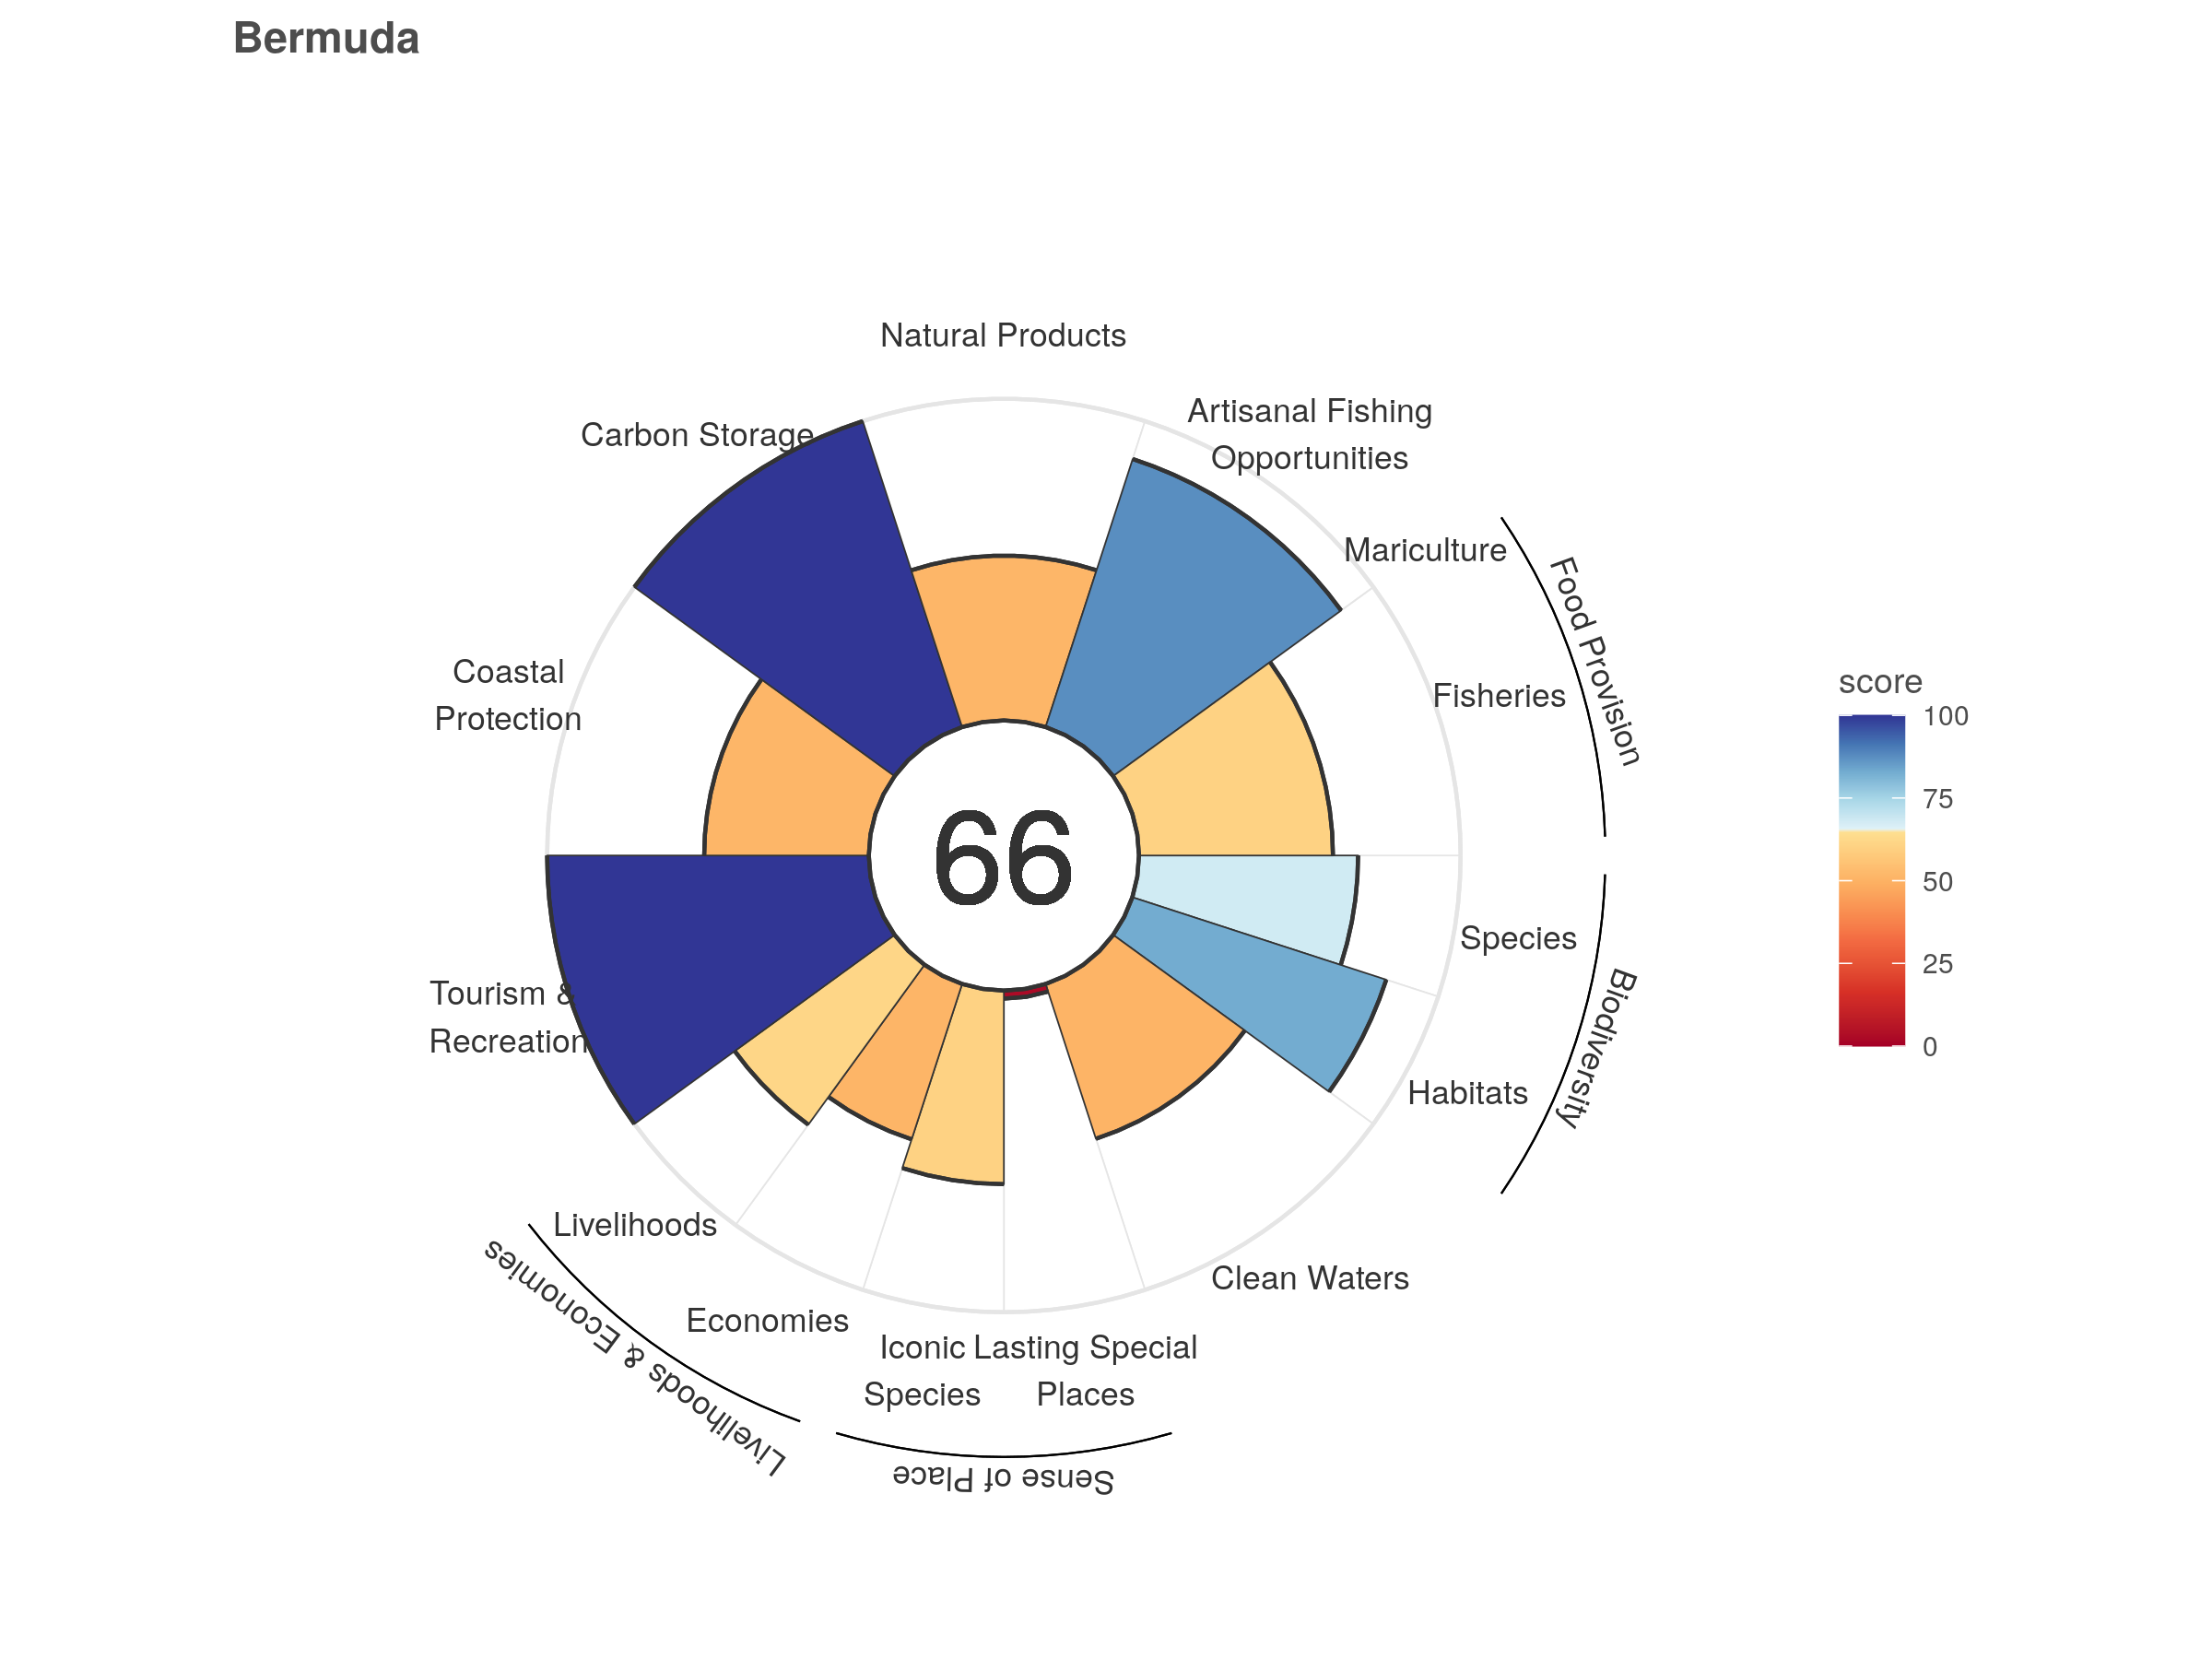 Bermuda
Natural Products
Artisanal Fishing
Opportunities
Carbon Storage
Mariculture
Food Provision
Fisheries
Coastal
Protection
score
100
75
50
25
0
66
Species
Biodiversity
Habitats
Tourism &
Recreation
Livelihoods
Livelihoods & Economies
Economies
Clean Waters
Iconic
Species
Lasting Special
Places
Sense of Place